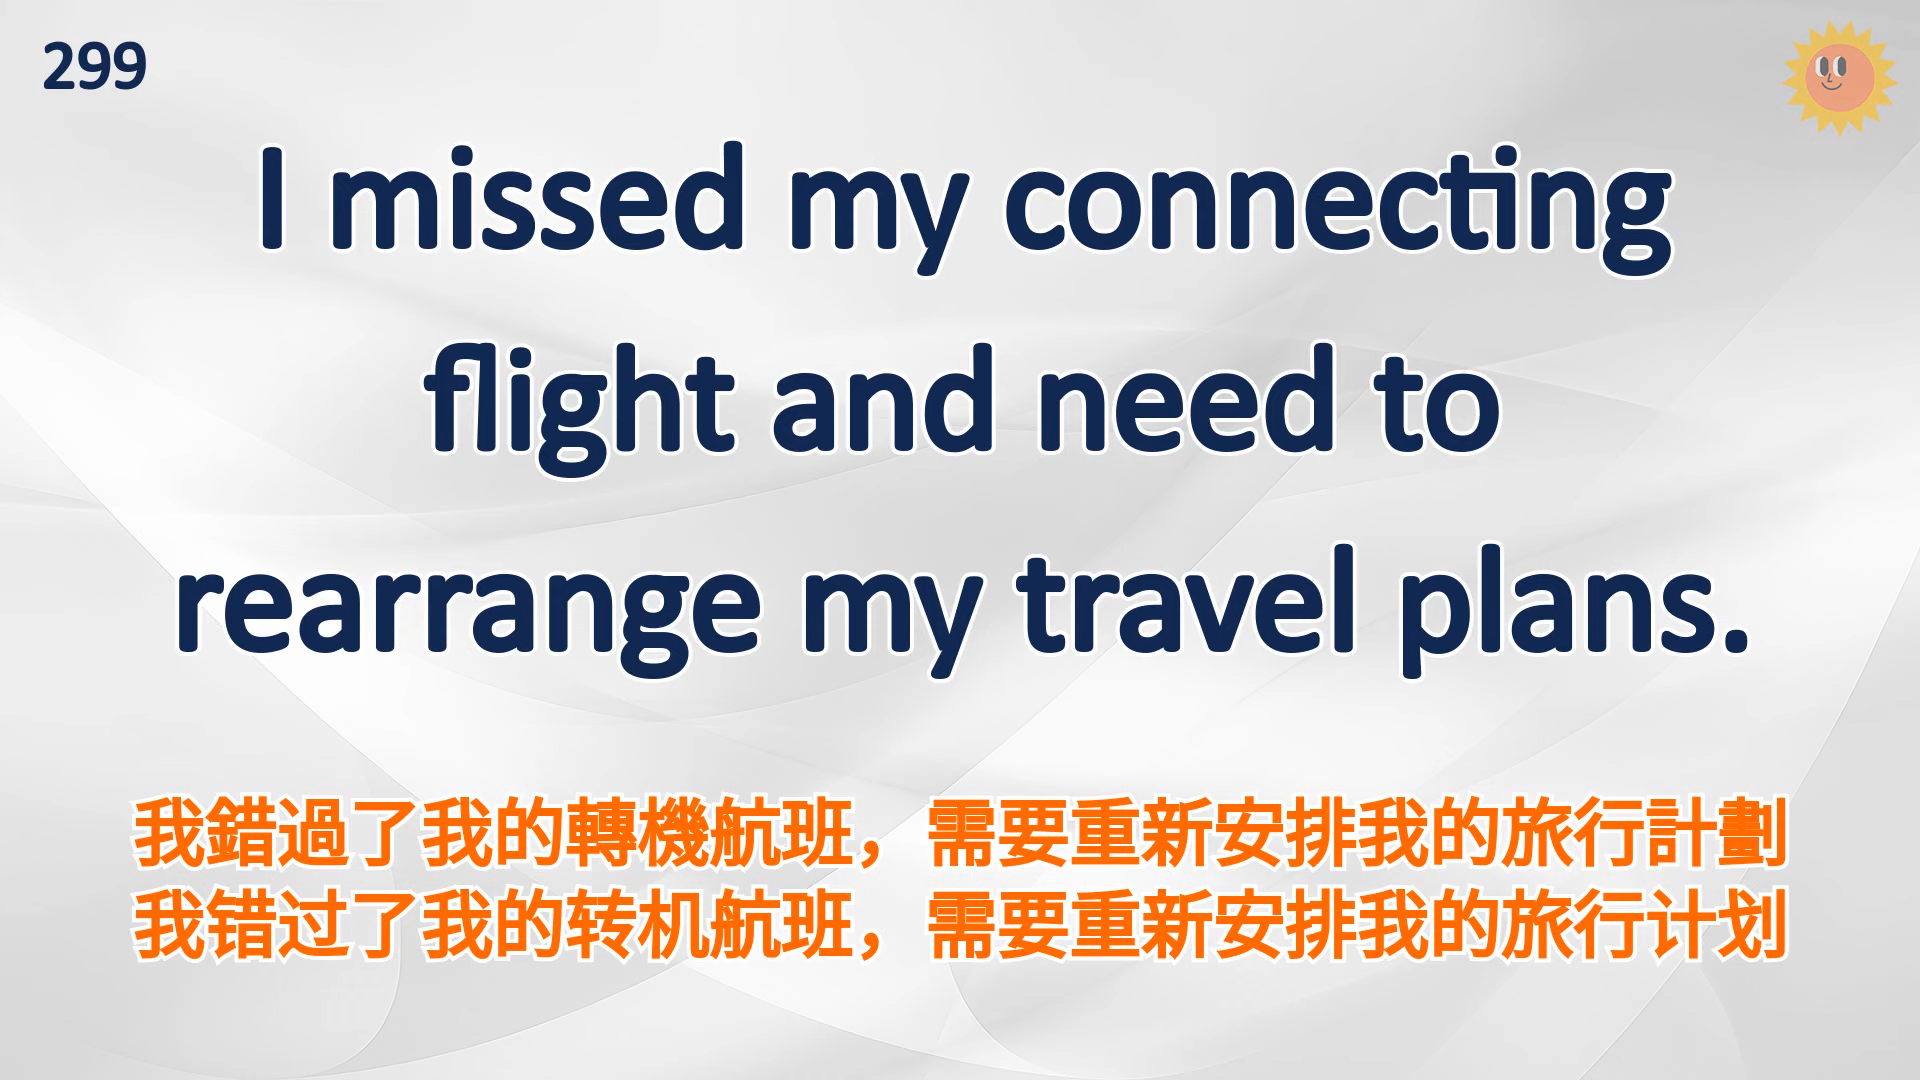 299
I missed my connecting
flight and need to
rearrange my travel plans.
我錯過了我的轉機航班，需要重新安排我的旅行計劃
我错过了我的转机航班，需要重新安排我的旅行计划